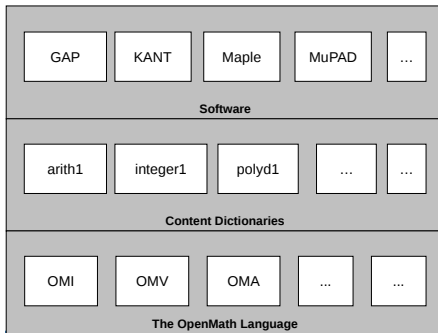 GAP KANT Maple MuPAD ...
Software
arith1 integer1 polyd1 ... ...
Content Dictionaries
OMI OMV OMA ... ...
The OpenMath Language